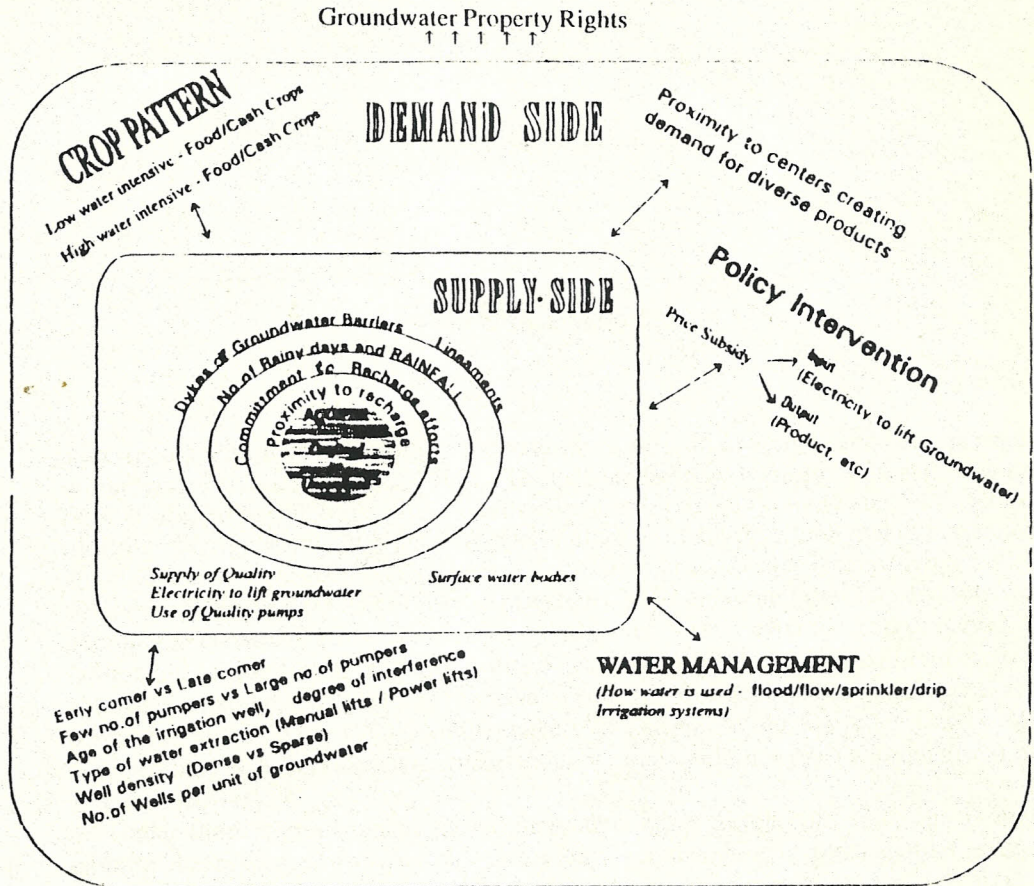 Groundwater Property Rights
↑ ↑ ↑ ↑ ↑
CROP PATTERN
Low water intensive - Food/Cash Crops
High water intensive - Food/Cash Crops
DEMAND SIDE
Proximity to centers creating
demand for diverse products
SUPPLY-SIDE
Policy Intervention
Price Subsidy
Input
(Electricity to lift Groundwater)
Output
(Product, etc)
Dykes or Groundwater Barriers
Lineaments
No of Rainy days and RAINFALL
Committment to Recharge efforts
Proximity to recharge
Supply of Quality
Electricity to lift groundwater
Use of Quality pumps
Surface water bodies
Early comer vs Late comer
Few no.of pumpers vs Large no.of pumpers
Age of the irrigation well, degree of interference
Type of water extraction (Manual lifts / Power lifts)
Well density (Dense vs Sparse)
No.of Wells per unit of groundwater
WATER MANAGEMENT
(How water is used - flood/flow/sprinkler/drip
Irrigation systems)